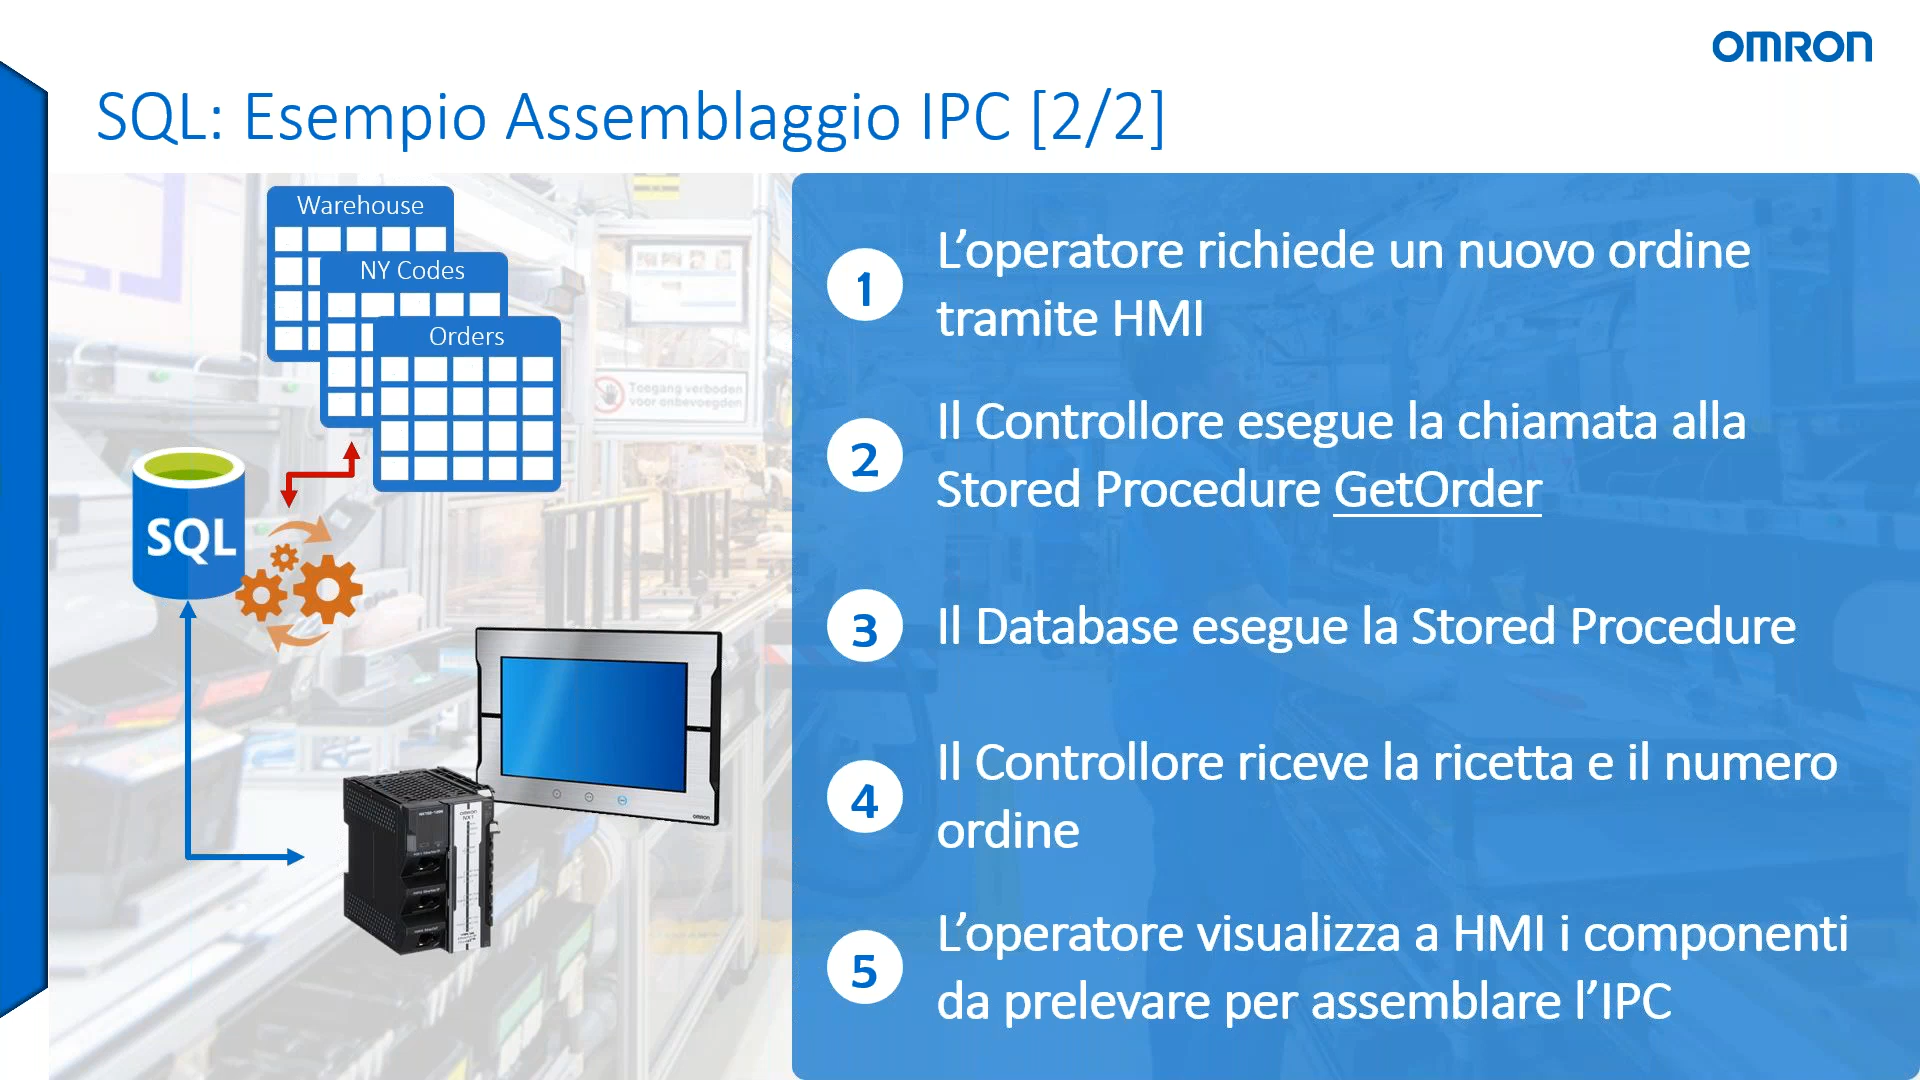 OMRON
SQL: Esempio Assemblaggio IPC [2/2]
Warehouse
NY Codes
Orders
Toegang verboden
voor onbevoegden
SQL
OMRON
OMRON
NX1
1
L’operatore richiede un nuovo ordine
tramite HMI
2
Il Controllore esegue la chiamata alla
Stored Procedure GetOrder
3
Il Database esegue la Stored Procedure
4
Il Controllore riceve la ricetta e il numero
ordine
5
L’operatore visualizza a HMI i componenti
da prelevare per assemblare l’IPC